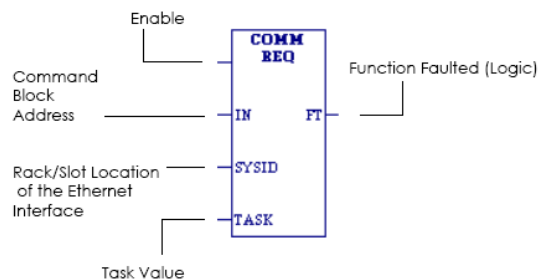 Enable
COMM
REQ
Function Faulted (Logic)
Command
Block
Address
IN
FT
Rack/Slot Location
of the Ethernet
Interface
SYSID
TASK
Task Value